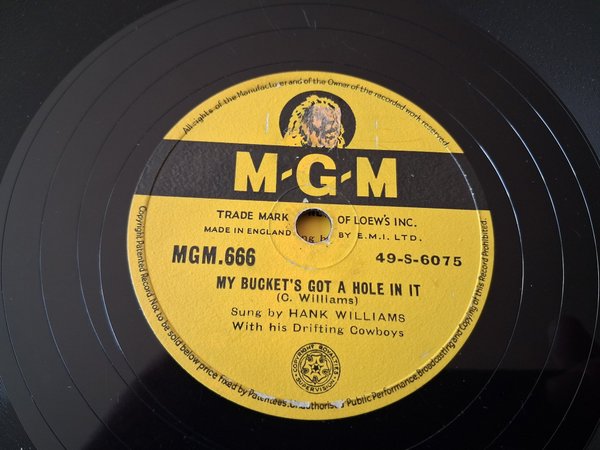 All rights of the Manufacturer and of the Owner of the recorded work reserved.
M-G-M
TRADE MARK OF LOEW'S INC.
MADE IN ENGLAND BY E.M.I. LTD.
MGM.666
49-S-6075
MY BUCKET'S GOT A HOLE IN IT
(C. Williams)
Sung by HANK WILLIAMS
With his Drifting Cowboys
COPYRIGHT ROYALTIES
SUPERVISION
Copyright Patented Record Not to be sold below price fixed by Patentees. Unauthorised Public Performance, Broadcasting and Copying of this Record Prohibited.